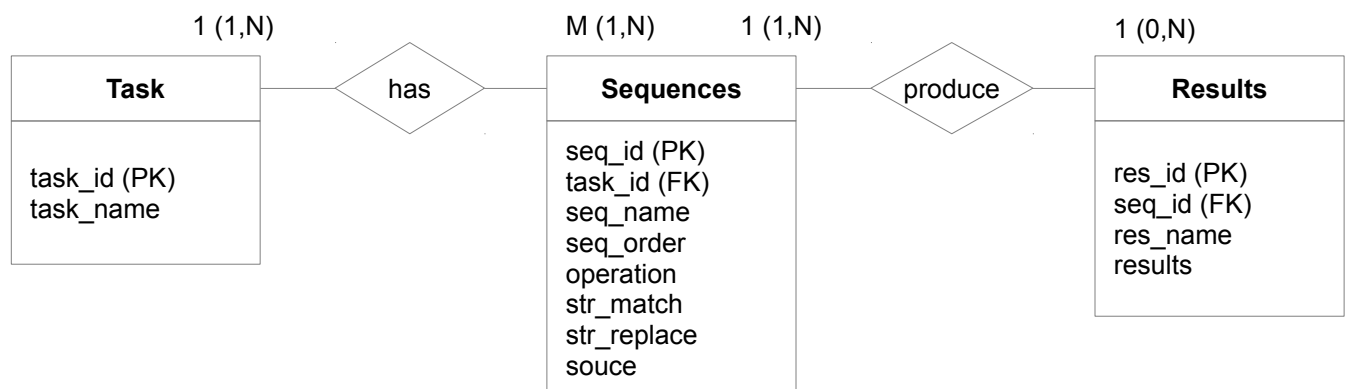 1 (1,N)
M (1,N)
1 (1,N)
1 (0,N)
Task
has
Sequences
produce
Results
task_id (PK)
task_name
seq_id (PK)
task_id (FK)
seq_name
seq_order
operation
str_match
str_replace
souce
res_id (PK)
seq_id (FK)
res_name
results